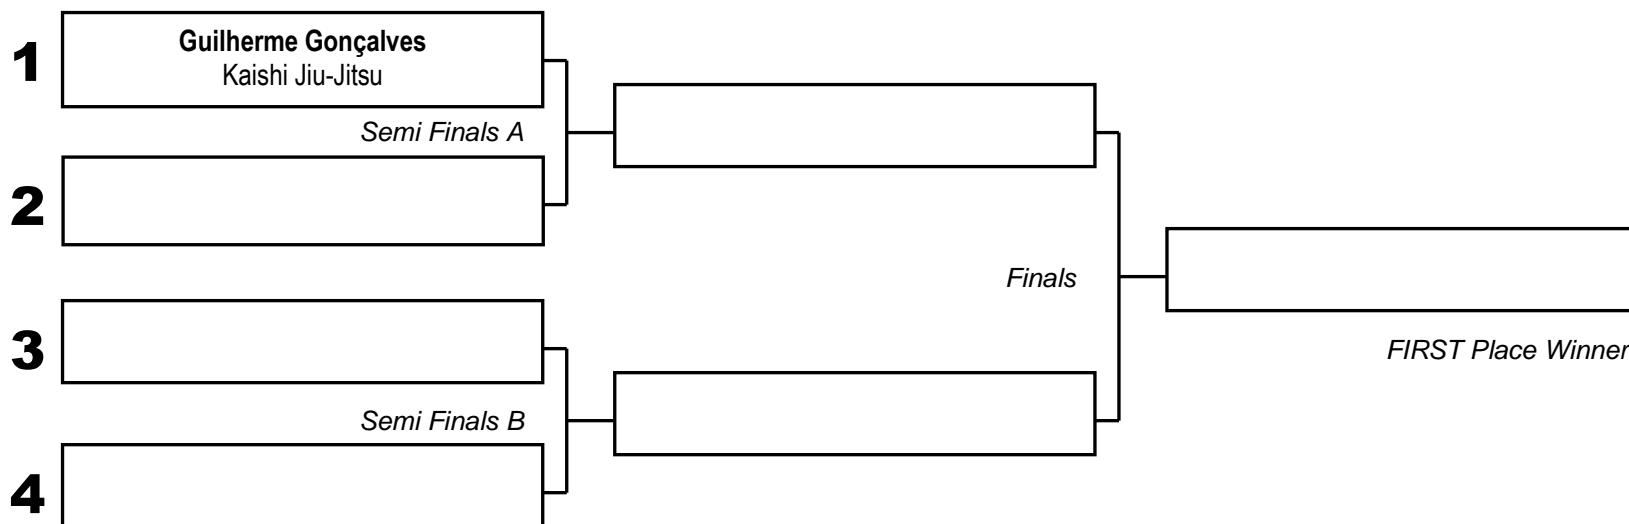 1
Guilherme Gonçalves
Kaishi Jiu-Jitsu
Semi Finals A
2
Finals
3
FIRST Place Winner
Semi Finals B
4